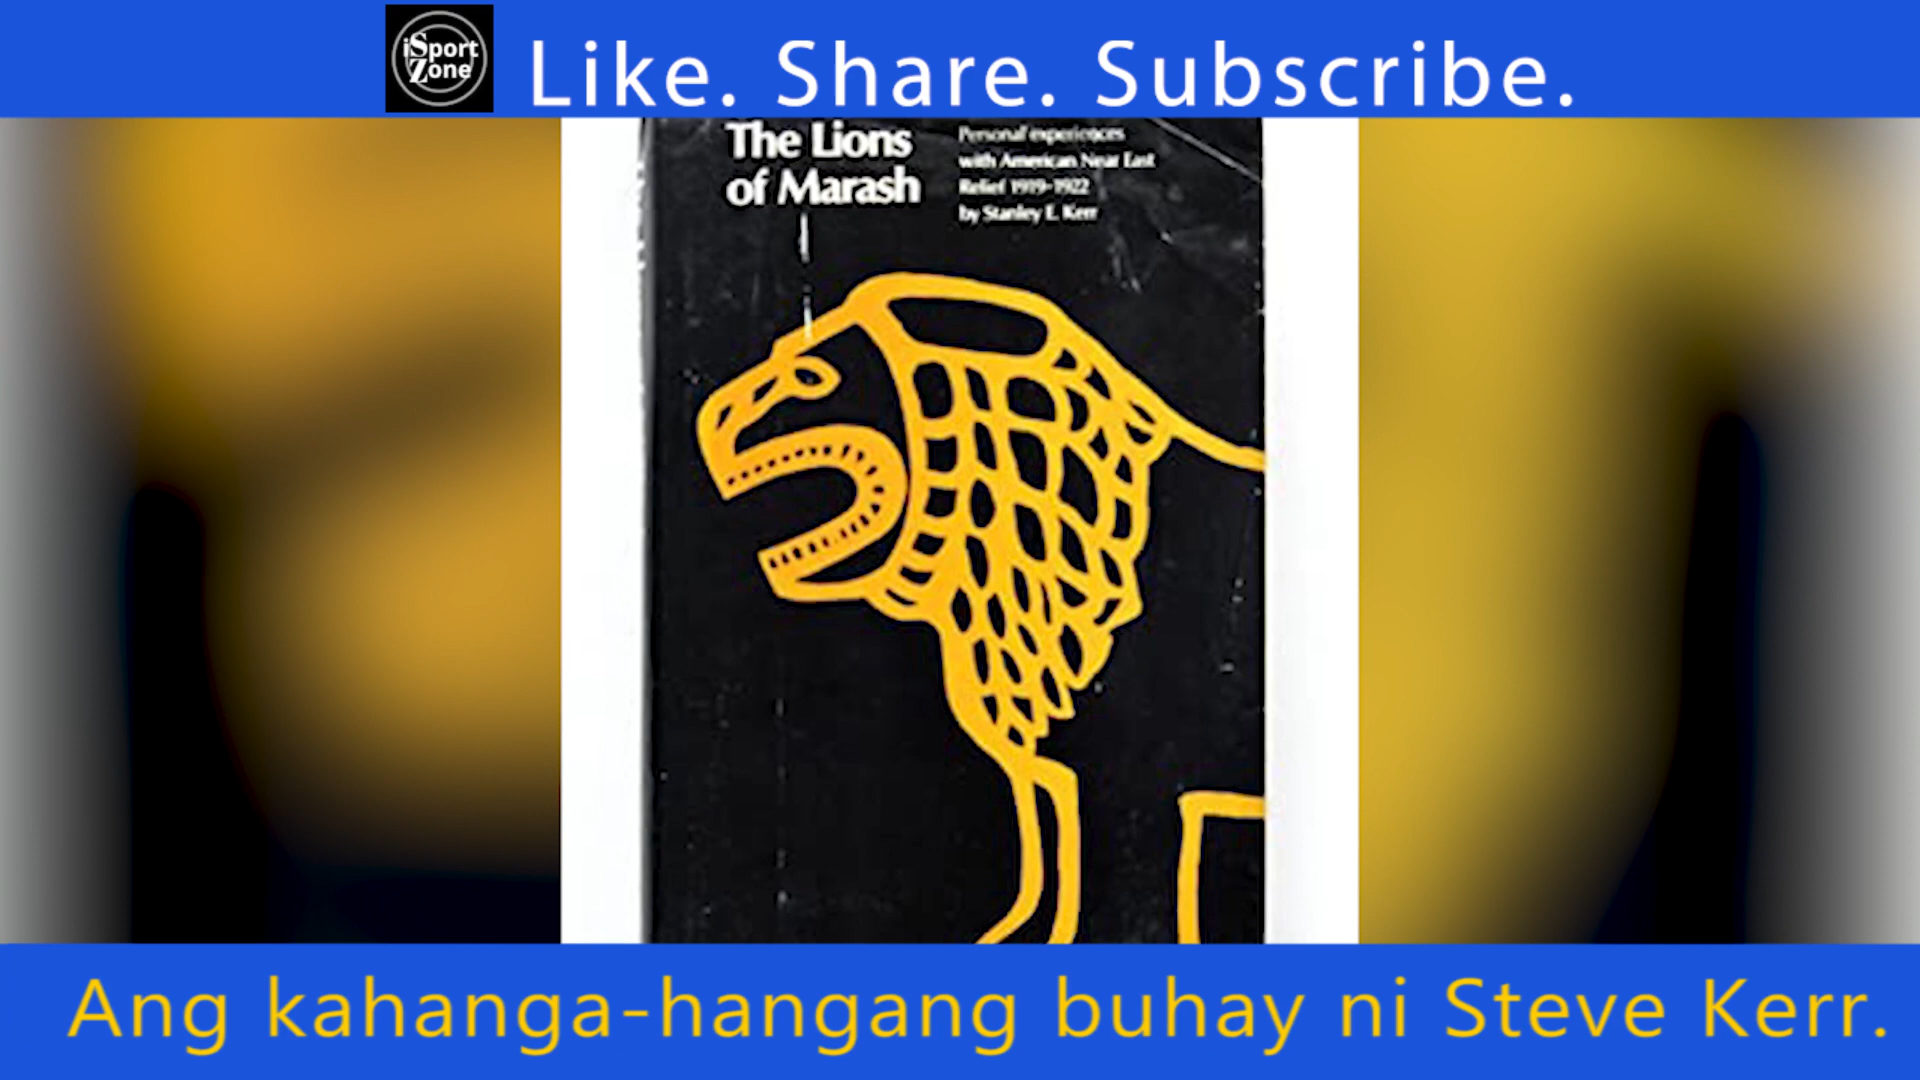 iSport
Zone
Like. Share. Subscribe.
The Lions
of Marash
Personal experiences
with American Near East
Relief 1919-1922
by Stanley E. Kerr
Ang kahanga-hangang buhay ni Steve Kerr.